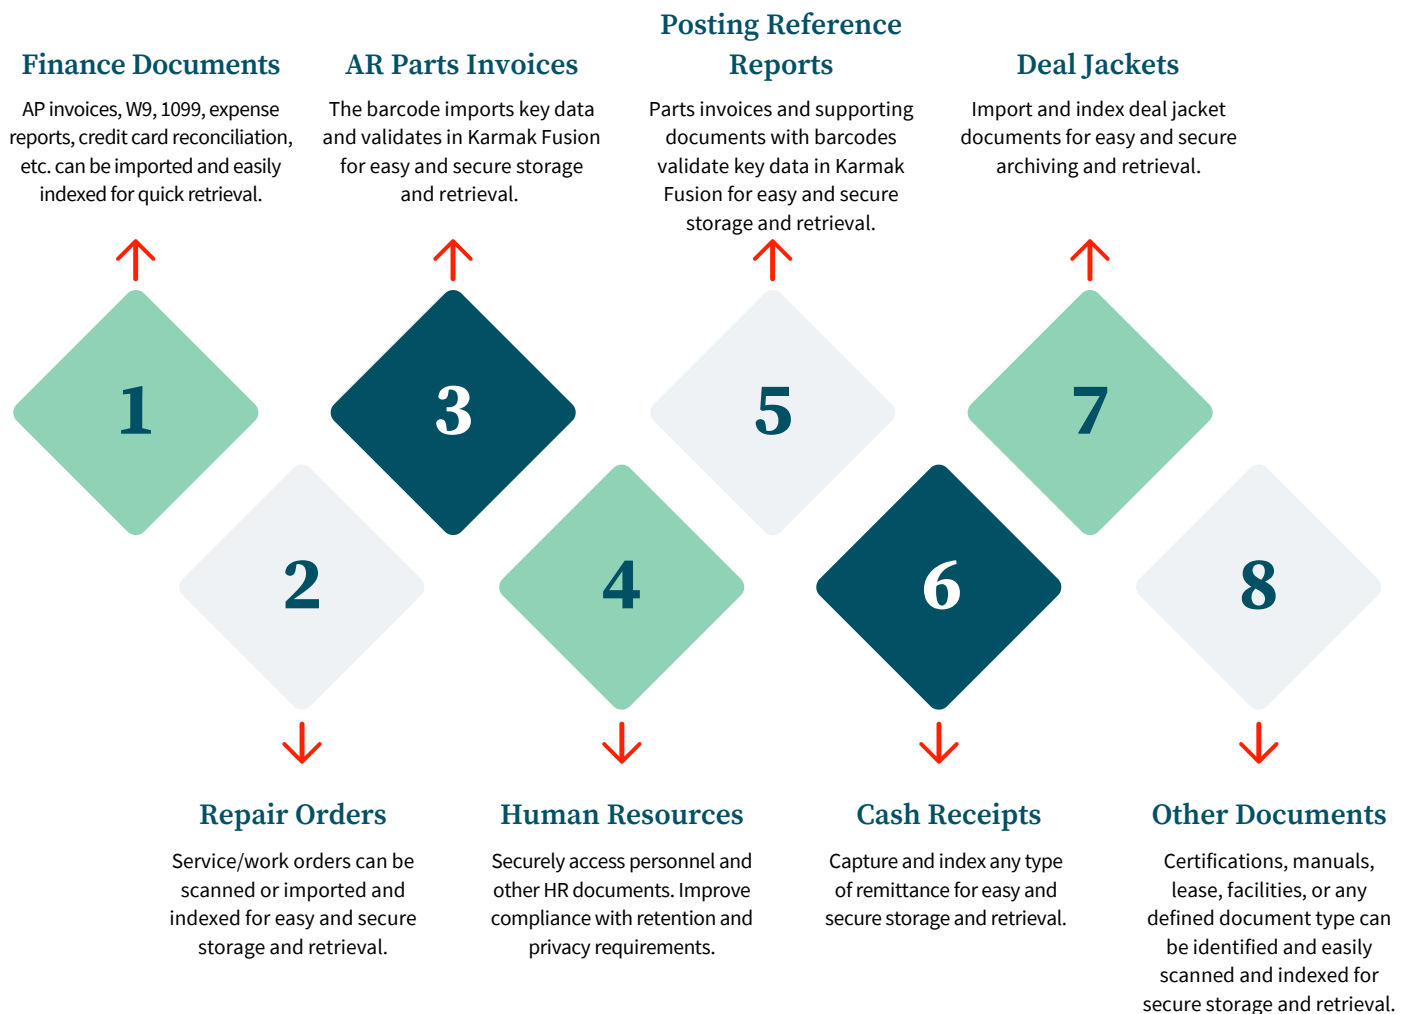 Finance Documents
AP invoices, W9, 1099, expense
reports, credit card reconciliation,
etc. can be imported and easily
indexed for quick retrieval.
AR Parts Invoices
The barcode imports key data
and validates in Karmak Fusion
for easy and secure storage
and retrieval.
Posting Reference
Reports
Parts invoices and supporting
documents with barcodes
validate key data in Karmak
Fusion for easy and secure
storage and retrieval.
Deal Jackets
Import and index deal jacket
documents for easy and secure
archiving and retrieval.
1
2
3
4
5
6
7
8
Repair Orders
Service/work orders can be
scanned or imported and
indexed for easy and secure
storage and retrieval.
Human Resources
Securely access personnel and
other HR documents. Improve
compliance with retention and
privacy requirements.
Cash Receipts
Capture and index any type
of remittance for easy and
secure storage and retrieval.
Other Documents
Certifications, manuals,
lease, facilities, or any
defined document type can
be identified and easily
scanned and indexed for
secure storage and retrieval.